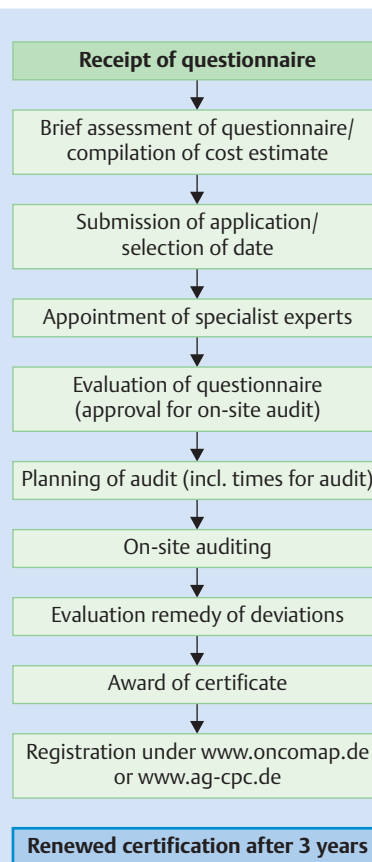 Receipt of questionnaire
Brief assessment of questionnaire/
compilation of cost estimate
Submission of application/
selection of date
Appointment of specialist experts
Evaluation of questionnaire
(approval for on-site audit)
Planning of audit (incl. times for audit)
On-site auditing
Evaluation remedy of deviations
Award of certificate
Registration under www.oncomap.de
or www.ag-cpc.de
Renewed certification after 3 years